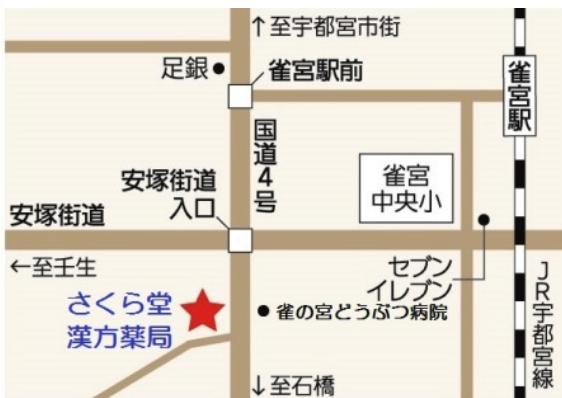 ↑至宇都宮市街
足銀
雀宮駅前
雀宮駅
国道4号
雀宮
中央小
安塚街道
入口
安塚街道
←至壬生
セブン
イレブン
JR宇都宮線
さくら堂
漢方薬局
雀の宮どうぶつ病院
↓至石橋